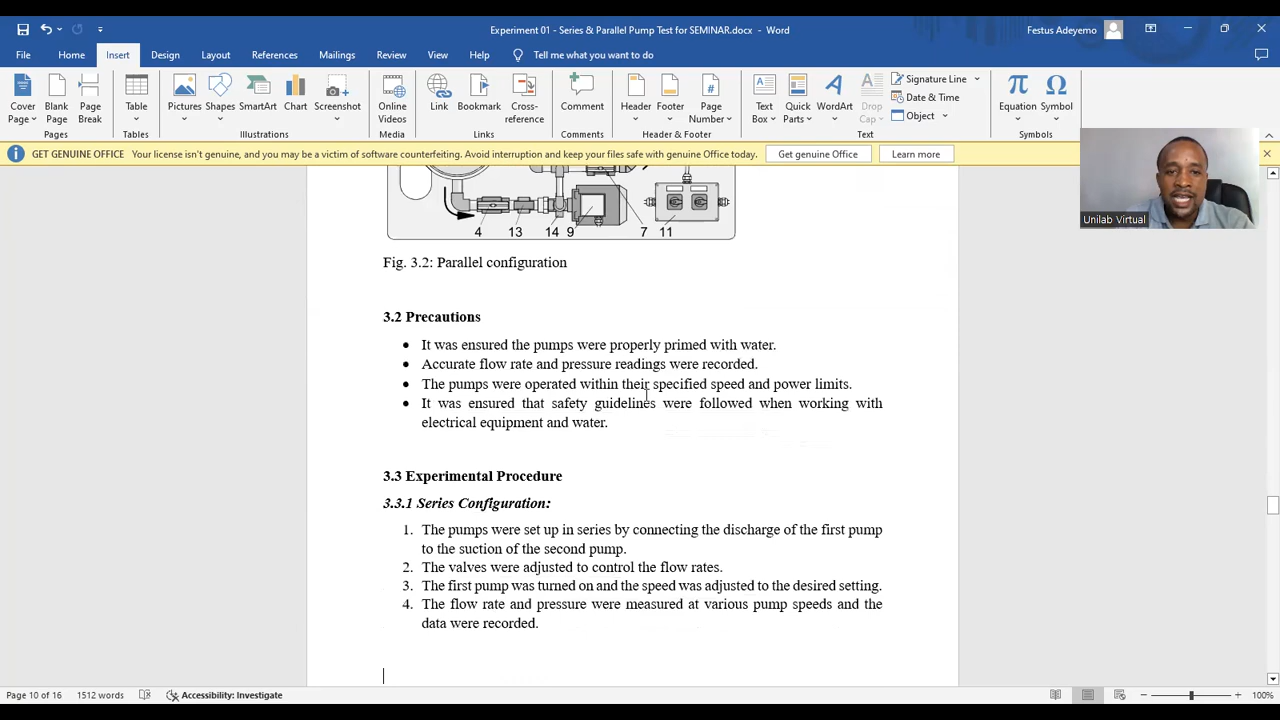 Experiment 01 - Series & Parallel Pump Test for SEMINAR.docx - Word
Festus Adeyemo
File Home Insert Design Layout References Mailings Review View Help Tell me what you want to do
Cover Page
Blank Page
Page Break
Pages
Table
Tables
Pictures
Shapes
SmartArt
Chart
Screenshot
Illustrations
Online Videos
Media
Link
Bookmark
Cross-reference
Links
Comment
Comments
Header
Footer
Page Number
Header & Footer
Text Box
Quick Parts
WordArt
Drop Cap
Signature Line
Date & Time
Object
Text
Equation
Symbol
Symbols
GET GENUINE OFFICE Your license isn't genuine, and you may be a victim of software counterfeiting. Avoid interruption and keep your files safe with genuine Office today. Get genuine Office Learn more
Unilab Virtual
4 13 14 9 7 11
Fig. 3.2: Parallel configuration
3.2 Precautions
• It was ensured the pumps were properly primed with water.
• Accurate flow rate and pressure readings were recorded.
• The pumps were operated within their specified speed and power limits.
• It was ensured that safety guidelines were followed when working with
electrical equipment and water.
3.3 Experimental Procedure
3.3.1 Series Configuration:
1. The pumps were set up in series by connecting the discharge of the first pump
to the suction of the second pump.
2. The valves were adjusted to control the flow rates.
3. The first pump was turned on and the speed was adjusted to the desired setting.
4. The flow rate and pressure were measured at various pump speeds and the
data were recorded.
Page 10 of 16 1512 words Accessibility: Investigate 100%